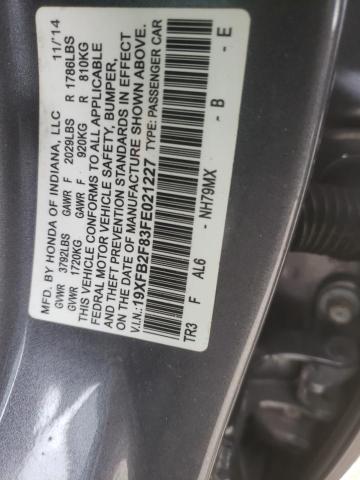 MFD. BY HONDA OF INDIANA, LLC 11/'14
GVWR 3792LBS GAWR F 2029LBS R 1786LBS
GVWR 1720KG GAWR F 920KG R 810KG
THIS VEHICLE CONFORMS TO ALL APPLICABLE
FEDERAL MOTOR VEHICLE SAFETY, BUMPER,
AND THEFT PREVENTION STANDARDS IN EFFECT
ON THE DATE OF MANUFACTURE SHOWN ABOVE.
VIN:19XFB2F83FE021227 TYPE: PASSENGER CAR
TR3 F AL6 NH79MX B E